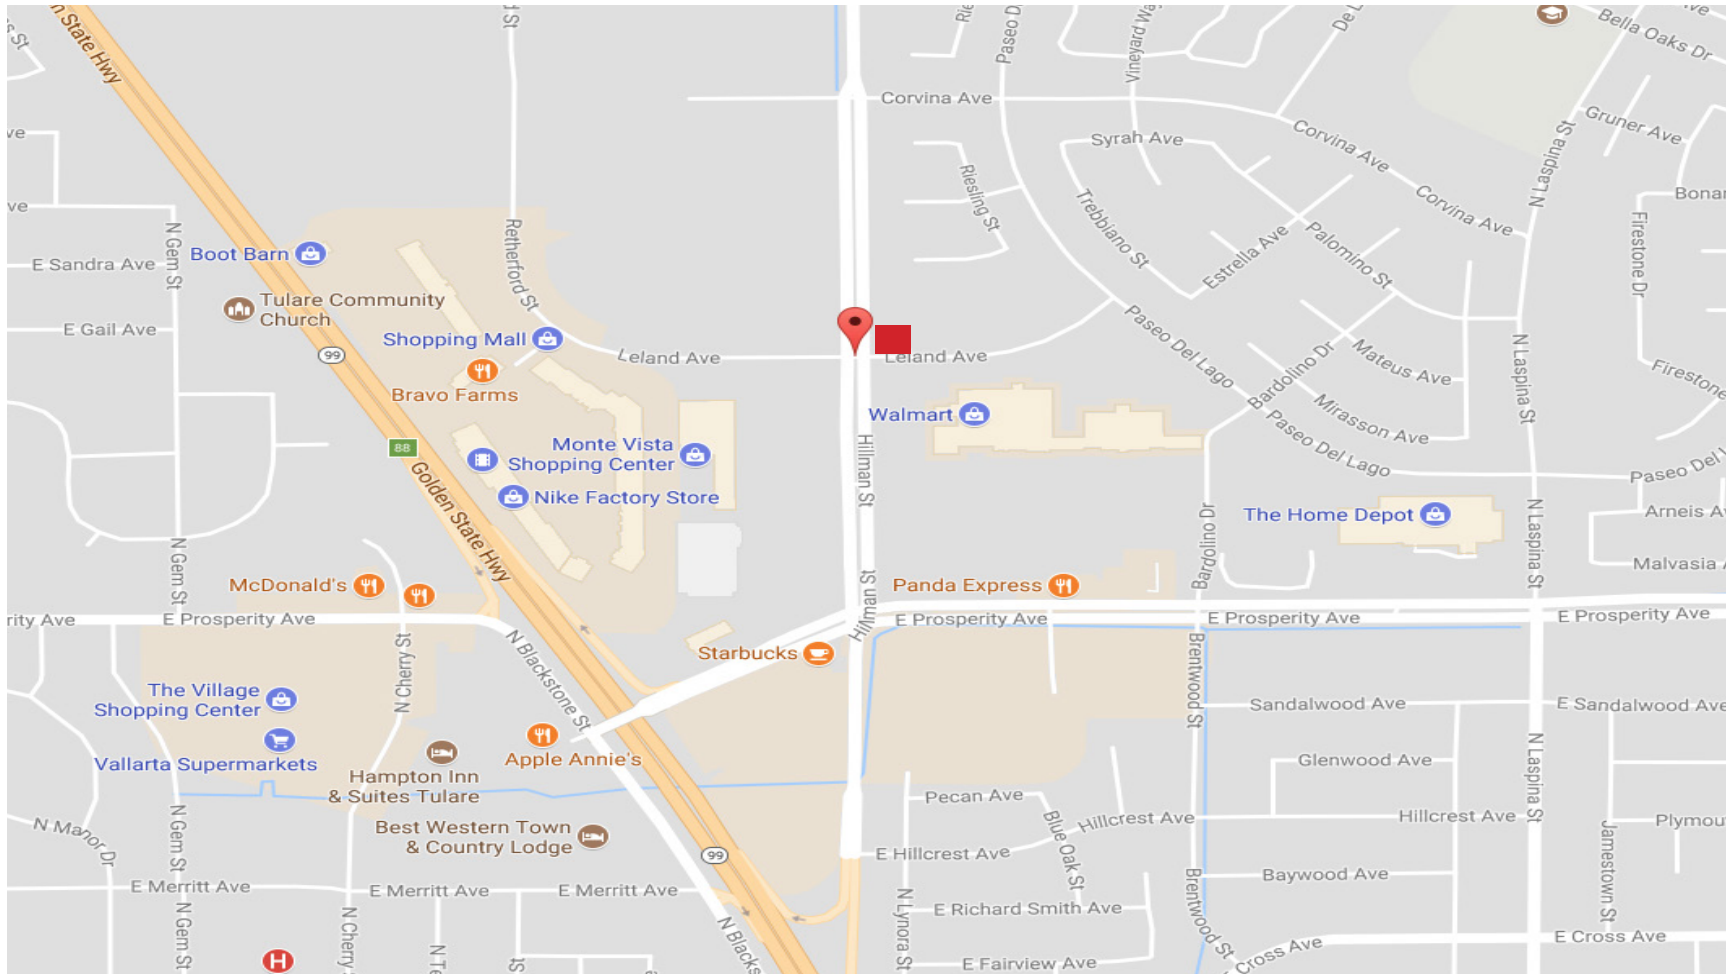 n State Hwy
d St
Rie
Paseo D
Vineyard Wa
De L
Bella Oaks Dr
ve
s St
Corvina Ave
Gruner Ave
Corvina Ave
Syrah Ave
ve
N Laspina St
Riesling St
Corvina Ave
Bonar
ve
Trebbiano St
Retherford St
N Gem St
Estrella Ave
Palomino St
Firestone Dr
Boot Barn
E Sandra Ave
Tulare Community
Church
E Gail Ave
Shopping Mall
99
Leland Ave
Leland Ave
Paseo Del Lago
Bardolino Dr
Mateus Ave
N Laspina St
Firestone
Bravo Farms
Walmart
Mirasson Ave
Paseo Del Lago
88
Monte Vista
Shopping Center
Hillman St
Paseo Del
Nike Factory Store
Golden State Hwy
The Home Depot
Arneis A
N Laspina St
Bardolino Dr
N Gem St
Malvasia
McDonald's
Panda Express
Hillman St
rity Ave
E Prosperity Ave
E Prosperity Ave
E Prosperity Ave
E Prosperity Ave
N Blackstone St
N Cherry St
Starbucks
Brentwood St
The Village
Shopping Center
Sandalwood Ave
E Sandalwood Ave
Vallarta Supermarkets
Apple Annie's
Glenwood Ave
N Laspina St
Hampton Inn
& Suites Tulare
Pecan Ave
Blue Oak St
Hillcrest Ave
Hillcrest Ave
Plymou
N Manor Dr
N Gem St
Best Western Town
& Country Lodge
99
E Hillcrest Ave
Jamestown St
Baywood Ave
E Merritt Ave
E Merritt Ave
E Merritt Ave
Brentwood St
N Lynora St
E Richard Smith Ave
N Gem St
N Cherry
N Te
St
N Blacks
E Cross Ave
Cross Ave
E Fairview Ave
H